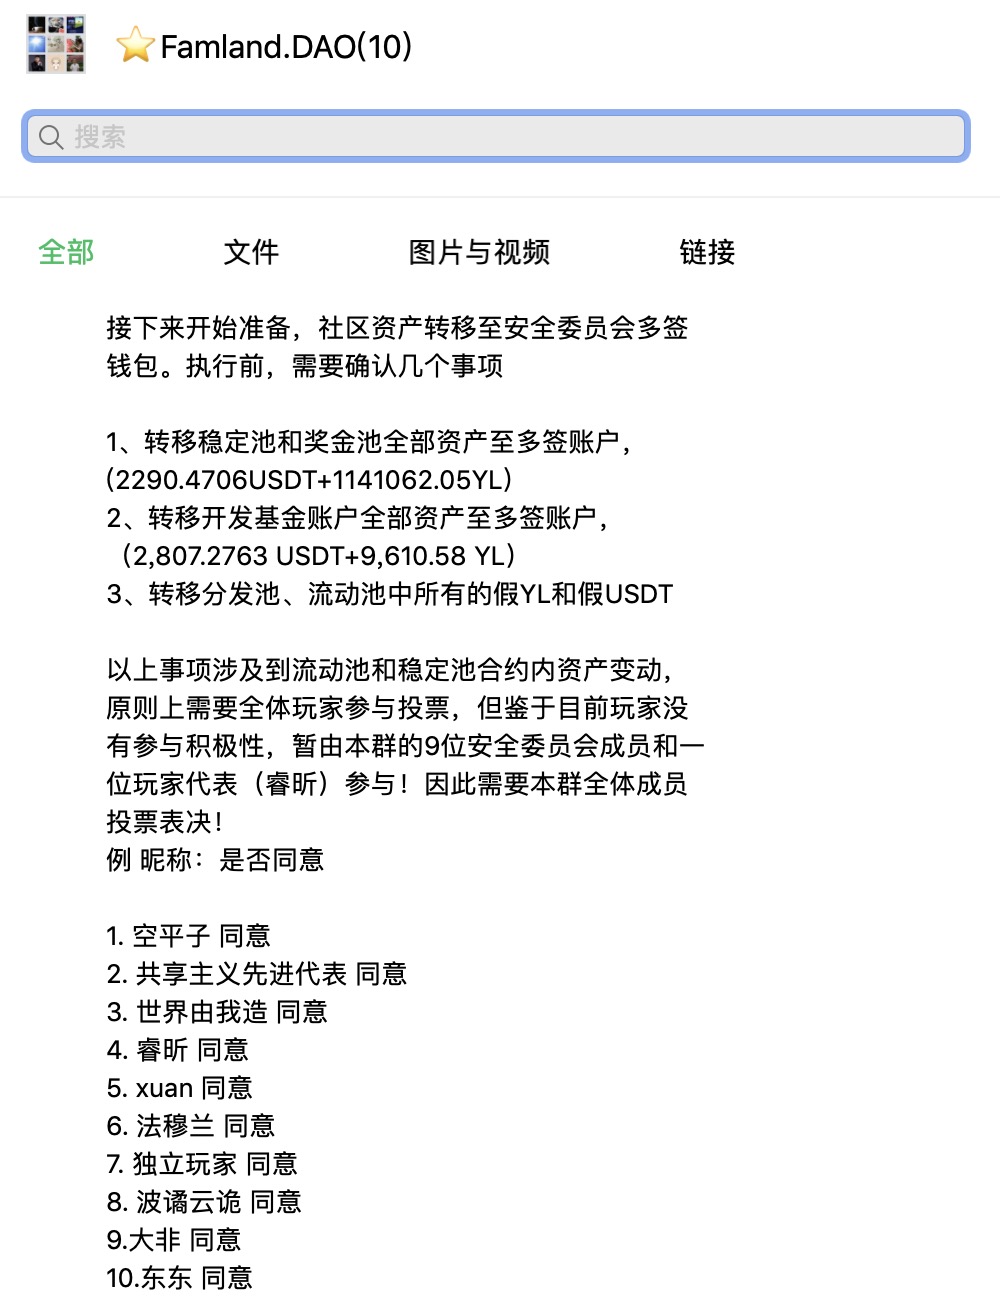 ⭐Famland.DAO(10)
搜索
全部 文件 图片与视频 链接
接下来开始准备，社区资产转移至安全委员会多签
钱包。执行前，需要确认几个事项
1、转移稳定池和奖金池全部资产至多签账户，
(2290.4706USDT+1141062.05YL)
2、转移开发基金账户全部资产至多签账户，
（2,807.2763 USDT+9,610.58 YL）
3、转移分发池、流动池中所有的假YL和假USDT
以上事项涉及到流动池和稳定池合约内资产变动，
原则上需要全体玩家参与投票，但鉴于目前玩家没
有参与积极性，暂由本群的9位安全委员会成员和一
位玩家代表（睿昕）参与！因此需要本群全体成员
投票表决！
例 昵称：是否同意
1. 空平子 同意
2. 共享主义先进代表 同意
3. 世界由我造 同意
4. 睿昕 同意
5. xuan 同意
6. 法穆兰 同意
7. 独立玩家 同意
8. 波谲云诡 同意
9.大非 同意
10.东东 同意